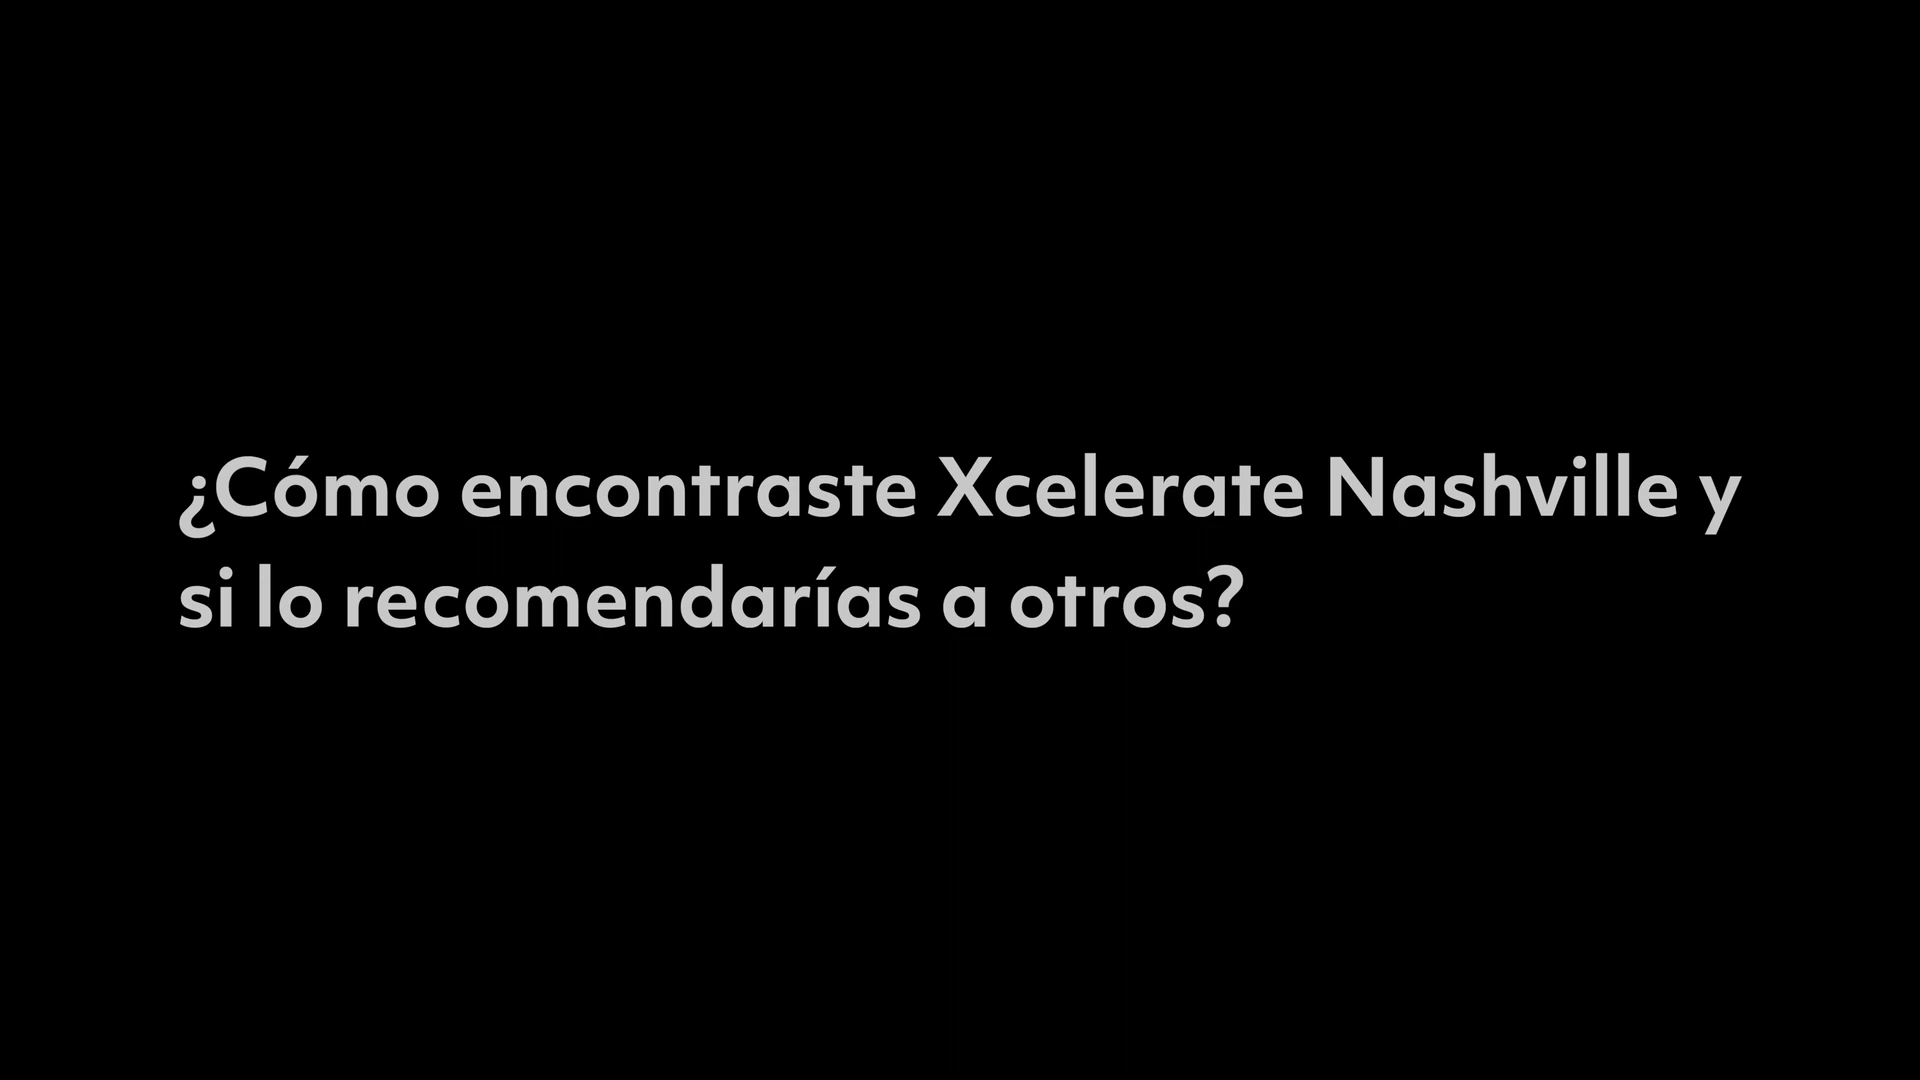 ¿Cómo encontraste Xcelerate Nashville y
si lo recomendarías a otros?